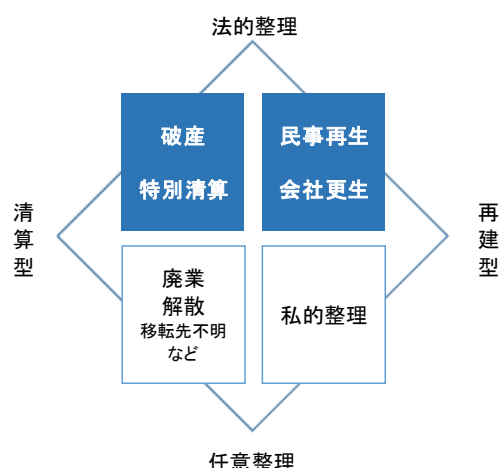 法的整理
破産
特別清算
民事再生
会社更生
清算型
再建型
廃業
解散
移転先不明
など
私的整理
任意整理